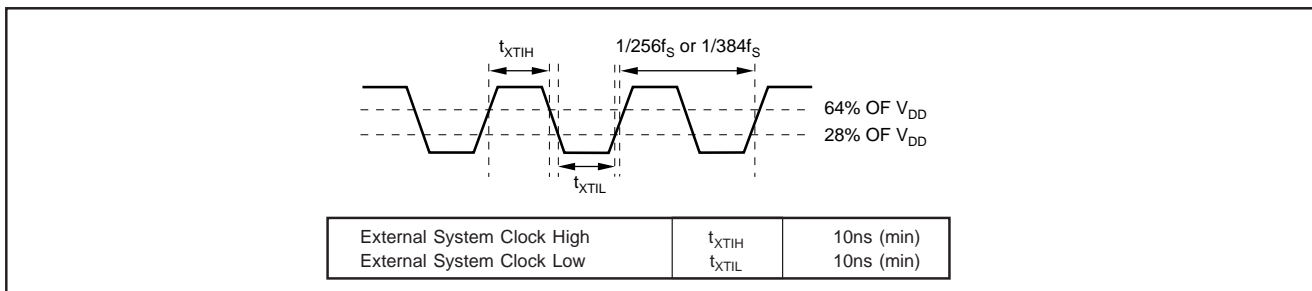 t_XTIH 1/256f_S or 1/384f_S
64% OF V_DD
28% OF V_DD
t_XTIL
External System Clock High t_XTIH 10ns (min)
External System Clock Low t_XTIL 10ns (min)